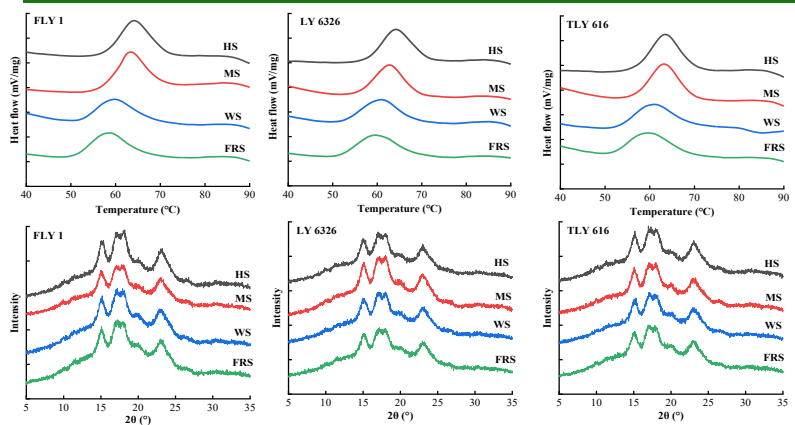 FLY 1
HS
MS
WS
FRS
Heat flow (mV/mg)
40 50 60 70 80 90
Temperature (°C)
LY 6326
HS
MS
WS
FRS
Heat flow (mV/mg)
40 50 60 70 80 90
Temperature (°C)
TLY 616
HS
MS
WS
FRS
Heat flow (mV/mg)
40 50 60 70 80 90
Temperature (°C)
FLY 1
HS
MS
WS
FRS
Intensity
5 10 15 20 25 30 35
2θ (°)
LY 6326
HS
MS
WS
FRS
Intensity
5 10 15 20 25 30 35
2θ (°)
TLY 616
HS
MS
WS
FRS
Intensity
5 10 15 20 25 30 35
2θ (°)